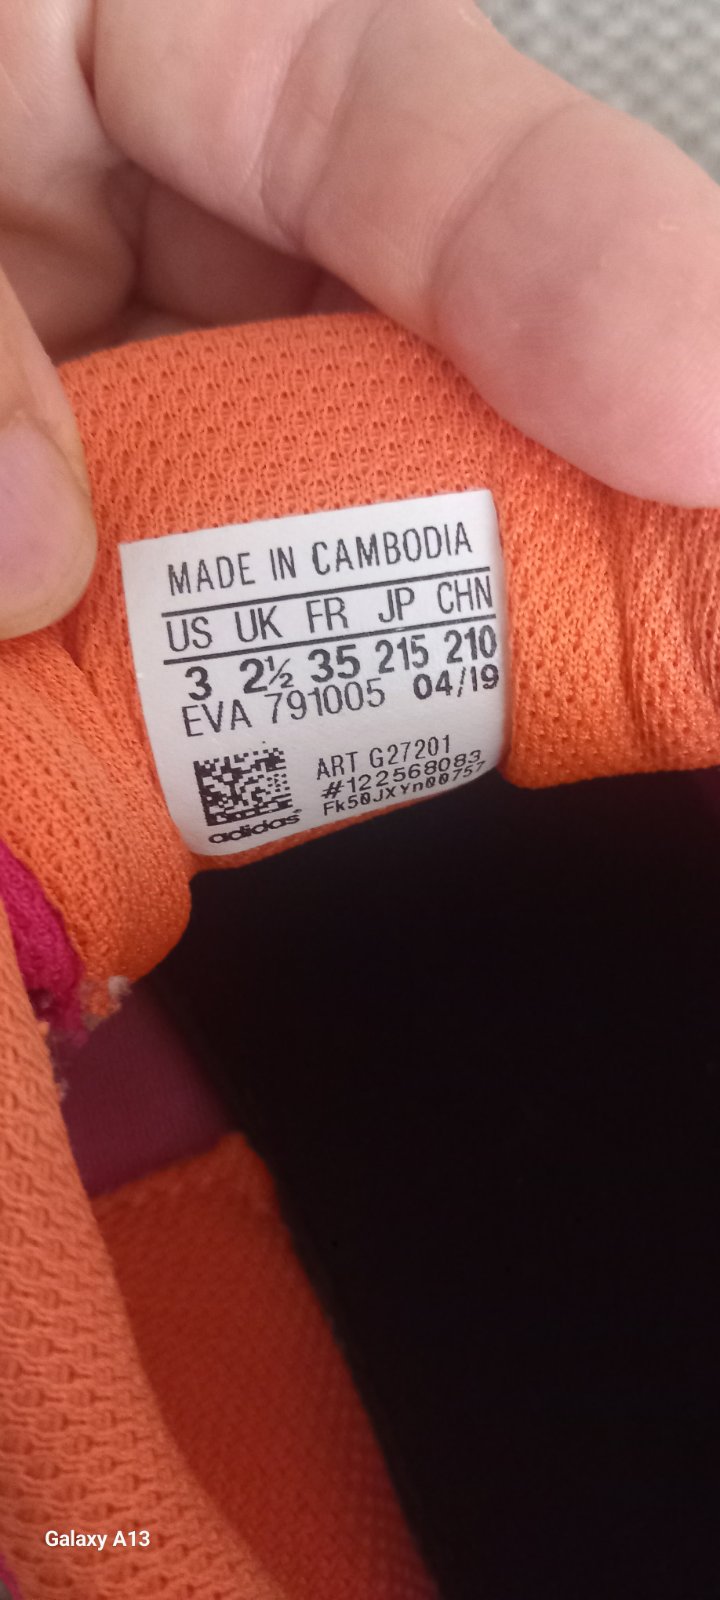 MADE IN CAMBODIA
US UK FR JP CHN
3 2½ 35 215 210
EVA 791005 04/19
ART G27201
#122568083
Fk50JXYn00757
adidas
Galaxy A13